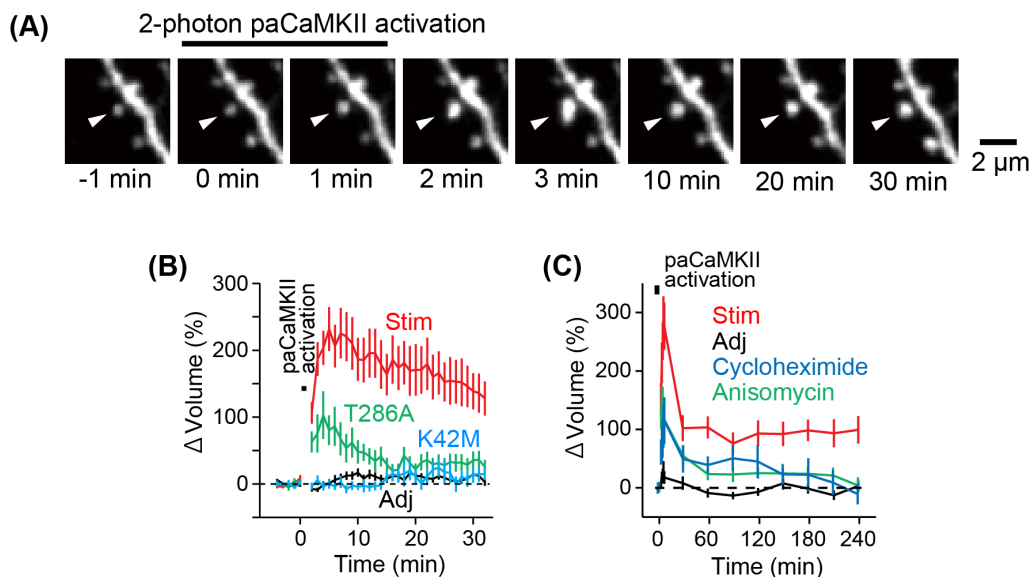 (A)
2-photon paCaMKII activation
-1 min 0 min 1 min 2 min 3 min 10 min 20 min 30 min
2 µm
(B)
300
200
100
0
Δ Volume (%)
paCaMKII
activation
Stim
T286A
K42M
Adj
0 10 20 30
Time (min)
(C)
paCaMKII
activation
300
200
100
0
Δ Volume (%)
Stim
Adj
Cycloheximide
Anisomycin
0 60 120 180 240
Time (min)